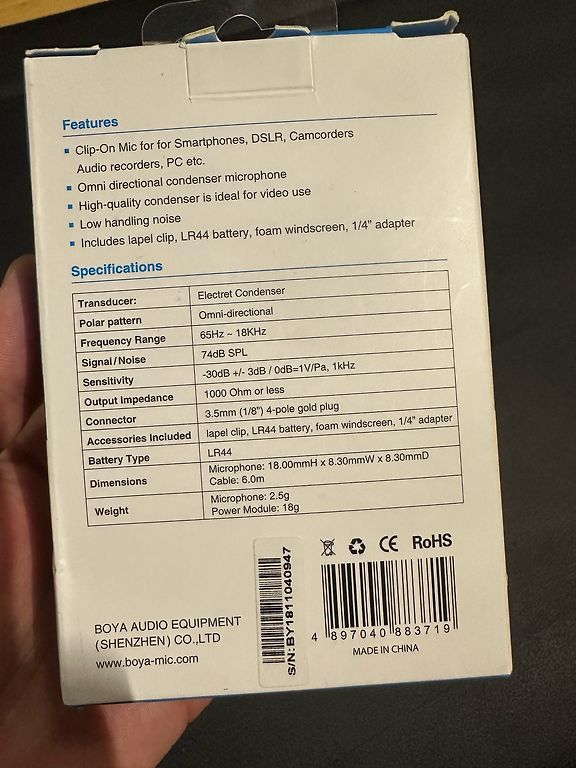 Features
▪ Clip-On Mic for for Smartphones, DSLR, Camcorders
Audio recorders, PC etc.
▪ Omni directional condenser microphone
▪ High-quality condenser is ideal for video use
▪ Low handling noise
▪ Includes lapel clip, LR44 battery, foam windscreen, 1/4" adapter
Specifications
Transducer: Electret Condenser
Polar pattern Omni-directional
Frequency Range 65Hz ~ 18KHz
Signal/Noise 74dB SPL
Sensitivity -30dB +/- 3dB / 0dB=1V/Pa, 1kHz
Output Impedance 1000 Ohm or less
Connector 3.5mm (1/8") 4-pole gold plug
Accessories Included lapel clip, LR44 battery, foam windscreen, 1/4" adapter
Battery Type LR44
Dimensions Microphone: 18.00mmH x 8.30mmW x 8.30mmD
Cable: 6.0m
Weight Microphone: 2.5g
Power Module: 18g
CE RoHS
BOYA AUDIO EQUIPMENT
(SHENZHEN) CO.,LTD
www.boya-mic.com
S/N:BY1811040947
4 897040 883719
MADE IN CHINA